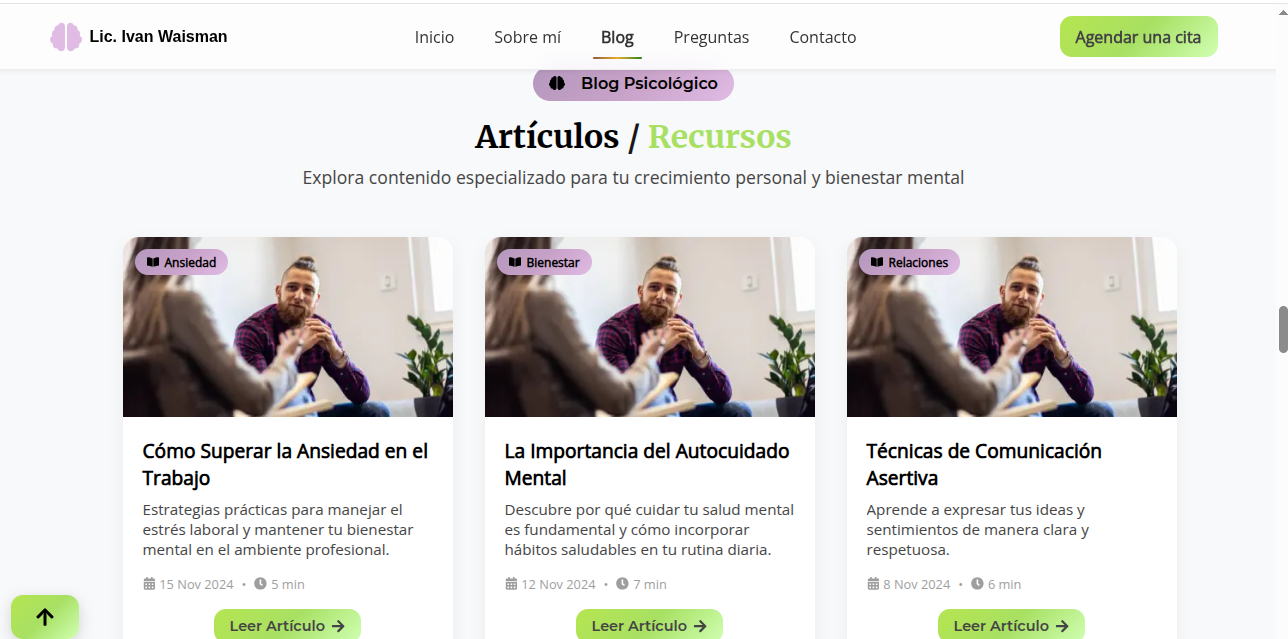 Lic. Ivan Waisman
Inicio
Sobre mí
Blog
Preguntas
Contacto
Agendar una cita
Blog Psicológico
Artículos / Recursos
Explora contenido especializado para tu crecimiento personal y bienestar mental
Ansiedad
Cómo Superar la Ansiedad en el
Trabajo
Estrategias prácticas para manejar el
estrés laboral y mantener tu bienestar
mental en el ambiente profesional.
15 Nov 2024 • 5 min
Leer Artículo →
Bienestar
La Importancia del Autocuidado
Mental
Descubre por qué cuidar tu salud mental
es fundamental y cómo incorporar
hábitos saludables en tu rutina diaria.
12 Nov 2024 • 7 min
Leer Artículo →
Relaciones
Técnicas de Comunicación
Asertiva
Aprende a expresar tus ideas y
sentimientos de manera clara y
respetuosa.
8 Nov 2024 • 6 min
Leer Artículo →